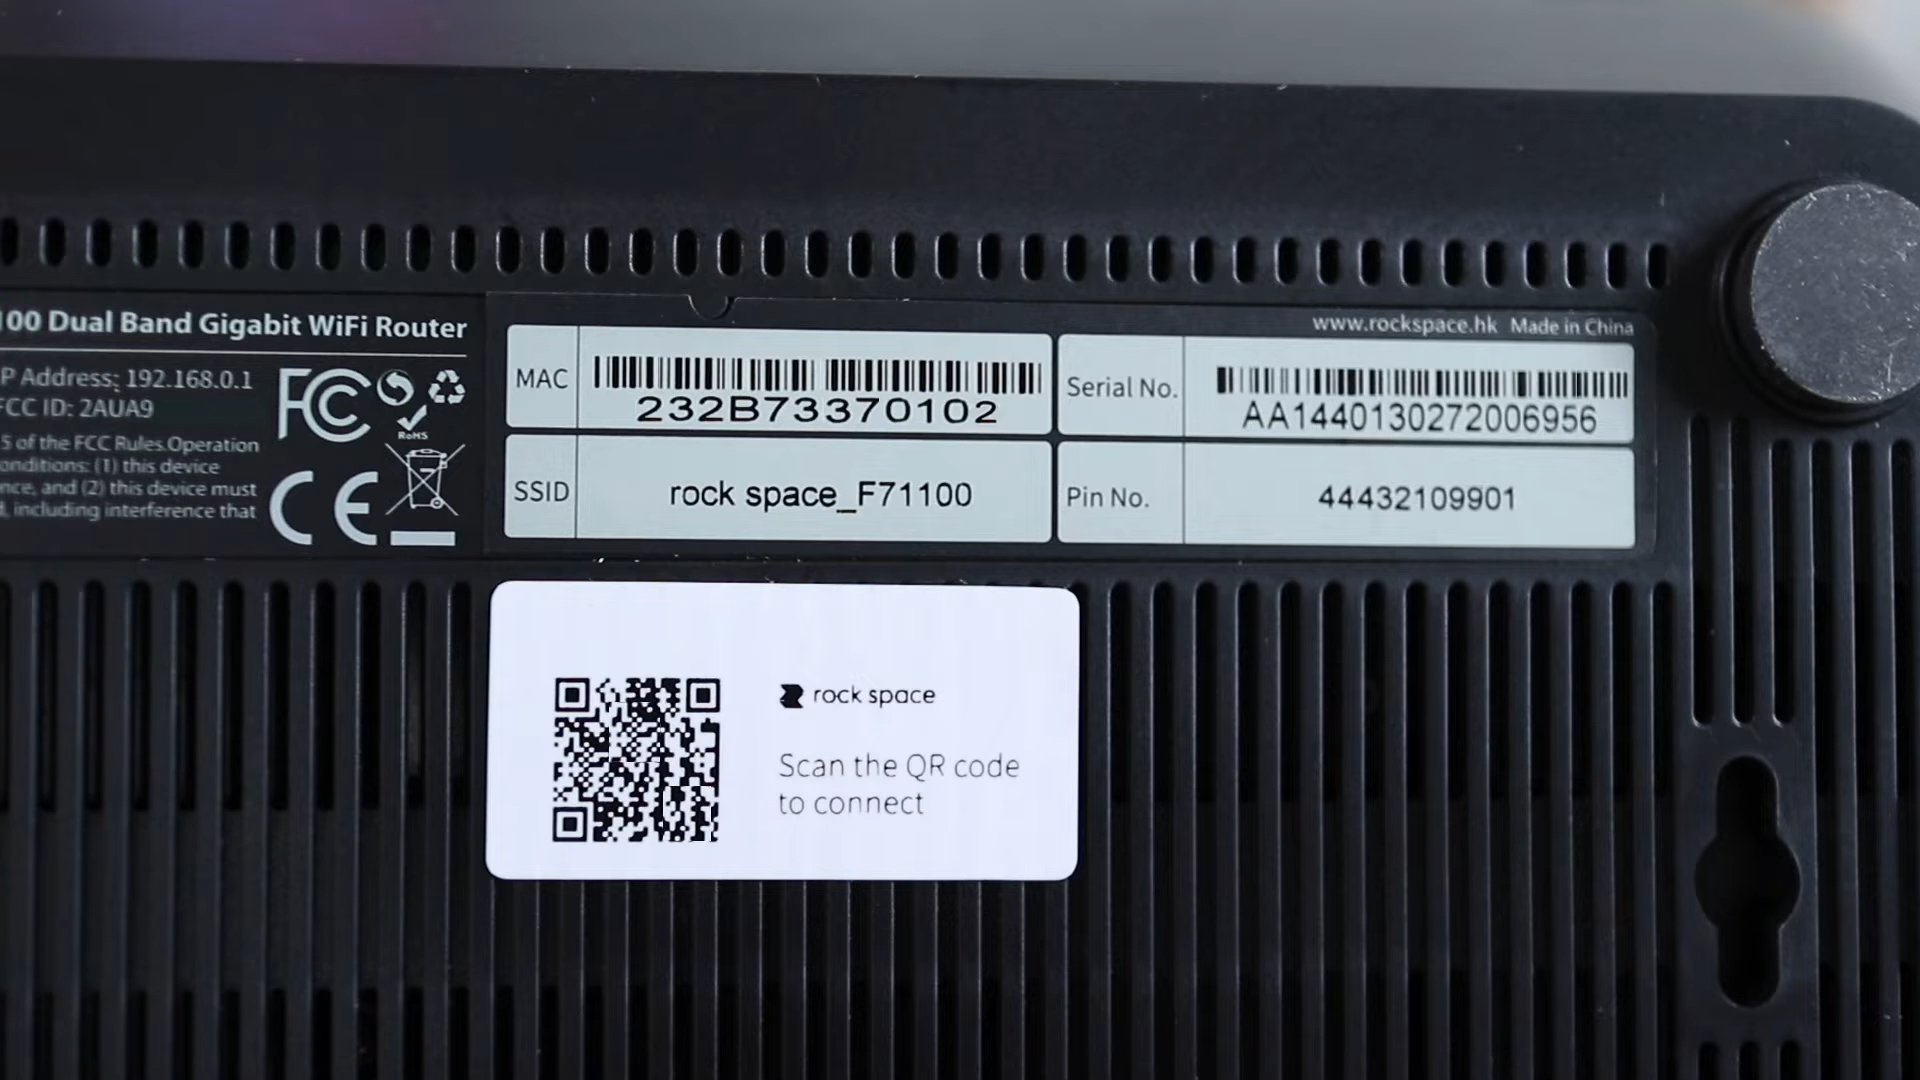 100 Dual Band Gigabit WiFi Router
P Address: 192.168.0.1
FCC ID: 2AUA9
5 of the FCC Rules.Operation
onditions: (1) this device
nce, and (2) this device must
, including interference that
FC
RoHS
CE
www.rockspace.hk Made in China
MAC
232B73370102
Serial No.
AA1440130272006956
SSID
rock space_F71100
Pin No.
44432109901
rock space
Scan the QR code
to connect